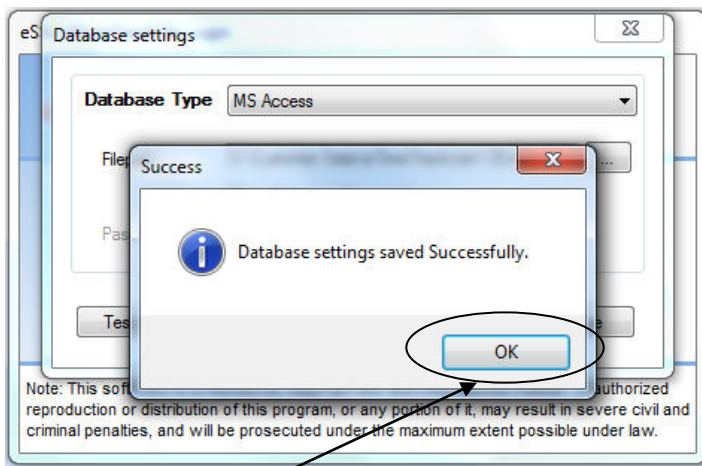 eS
Database settings
Database Type MS Access
File
...
Success
Pas
Database settings saved Successfully.
Tes
OK
Note: This soft authorized
reproduction or distribution of this program, or any portion of it, may result in severe civil and
criminal penalties, and will be prosecuted under the maximum extent possible under law.